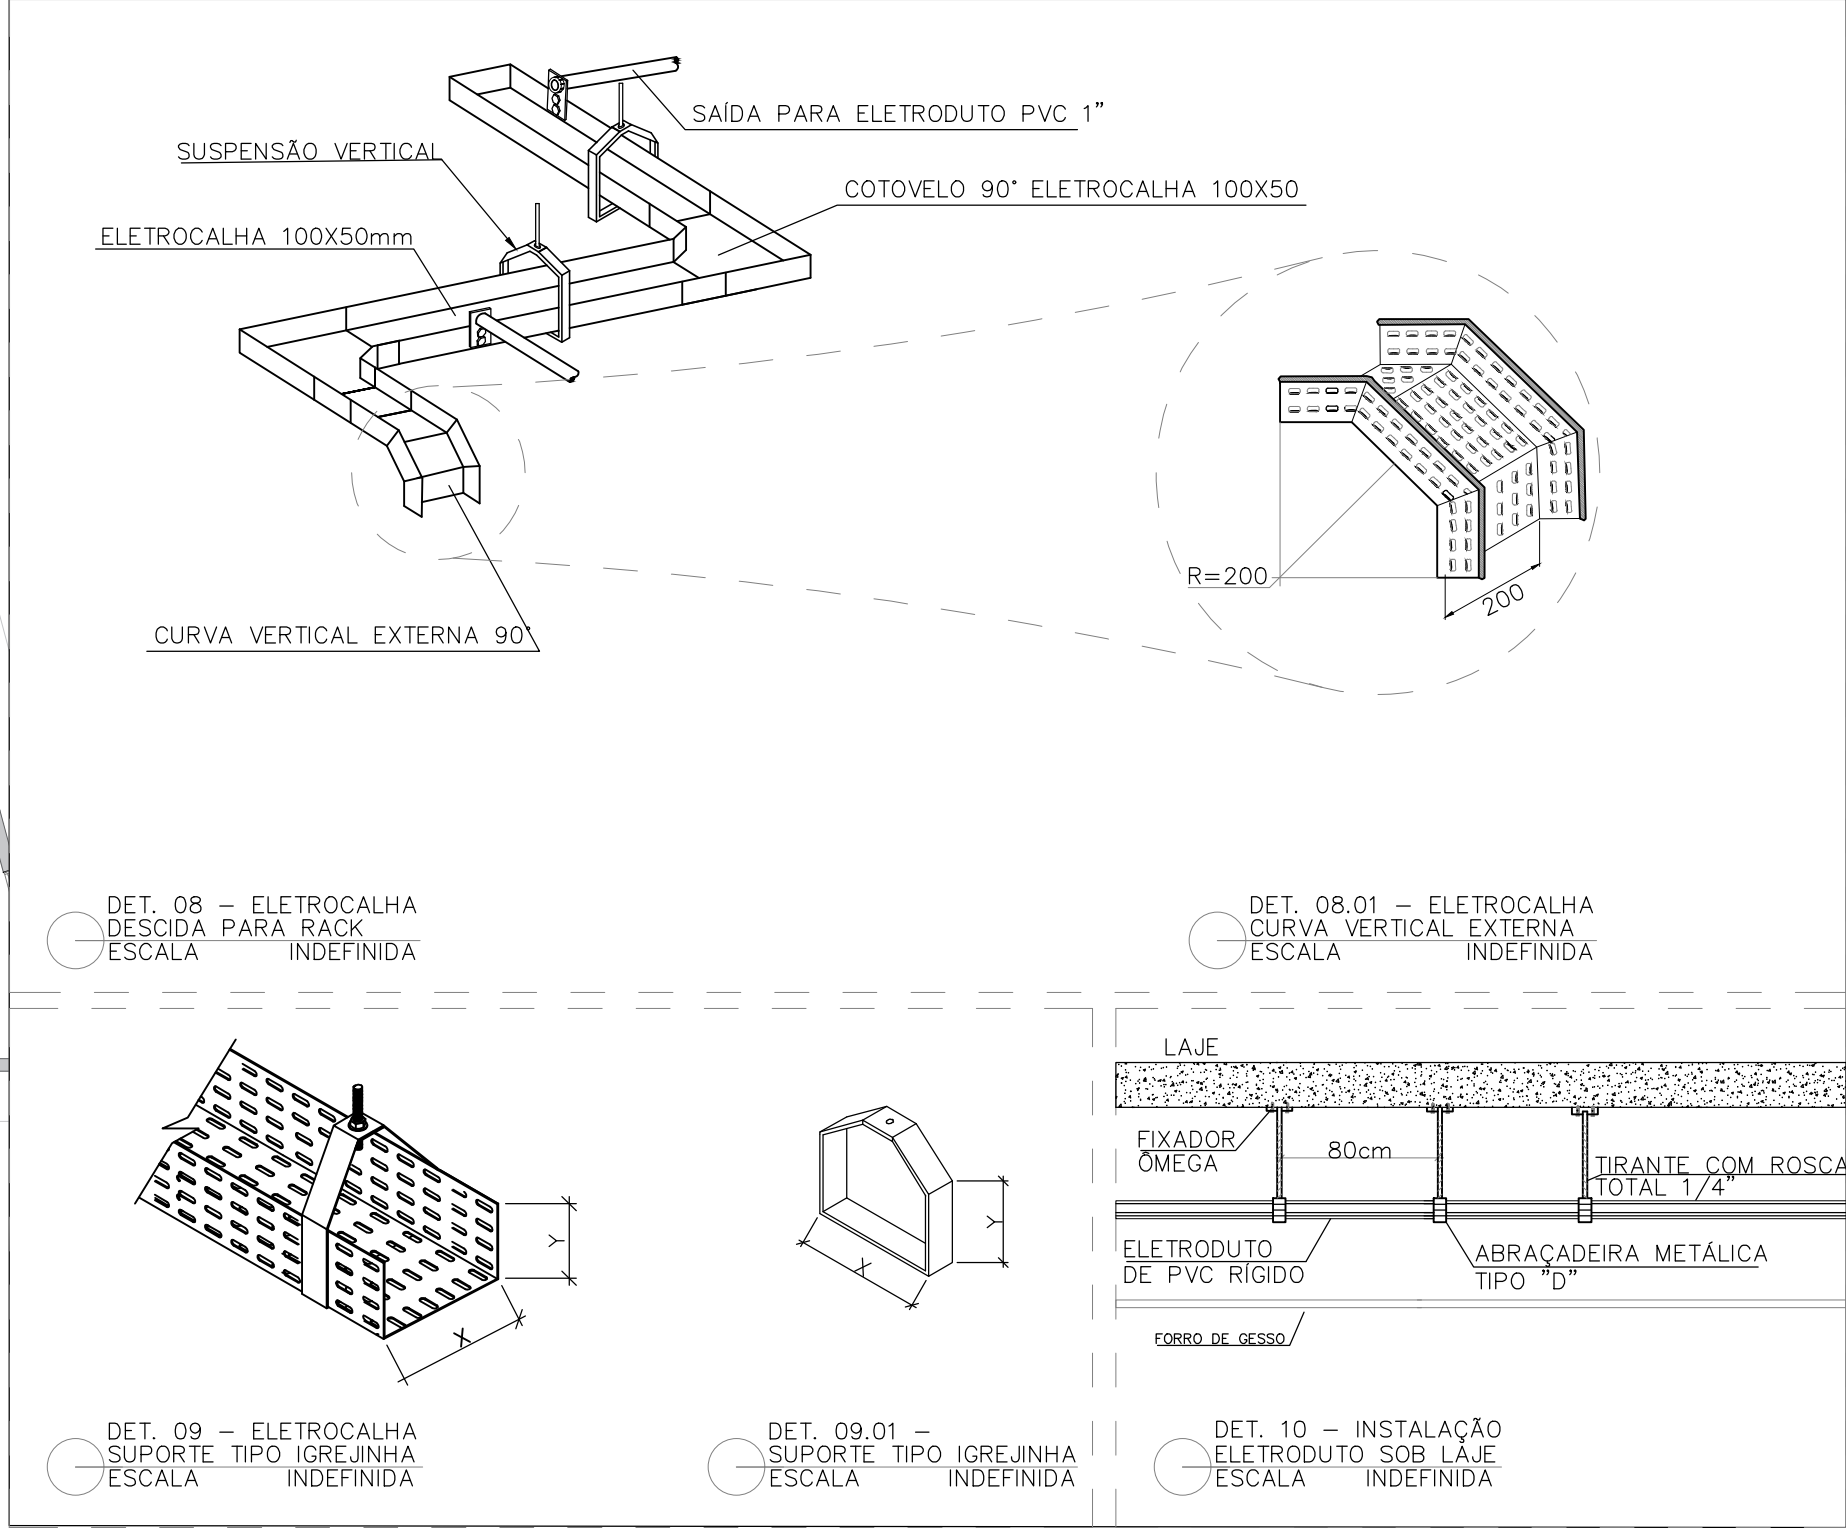 SAÍDA PARA ELETRODUTO PVC 1”
SUSPENSÃO VERTICAL
COTOVELO 90° ELETROCALHA 100X50
ELETROCALHA 100X50mm
R=200
200
CURVA VERTICAL EXTERNA 90°
DET. 08 – ELETROCALHA
DESCIDA PARA RACK
ESCALA INDEFINIDA
DET. 08.01 – ELETROCALHA
CURVA VERTICAL EXTERNA
ESCALA INDEFINIDA
Y
X
DET. 09 – ELETROCALHA
SUPORTE TIPO IGREJINHA
ESCALA INDEFINIDA
Y
X
DET. 09.01 –
SUPORTE TIPO IGREJINHA
ESCALA INDEFINIDA
LAJE
FIXADOR
ÔMEGA
80cm
TIRANTE COM ROSCA
TOTAL 1/4”
ELETRODUTO
DE PVC RÍGIDO
ABRAÇADEIRA METÁLICA
TIPO ”D”
FORRO DE GESSO
DET. 10 – INSTALAÇÃO
ELETRODUTO SOB LAJE
ESCALA INDEFINIDA